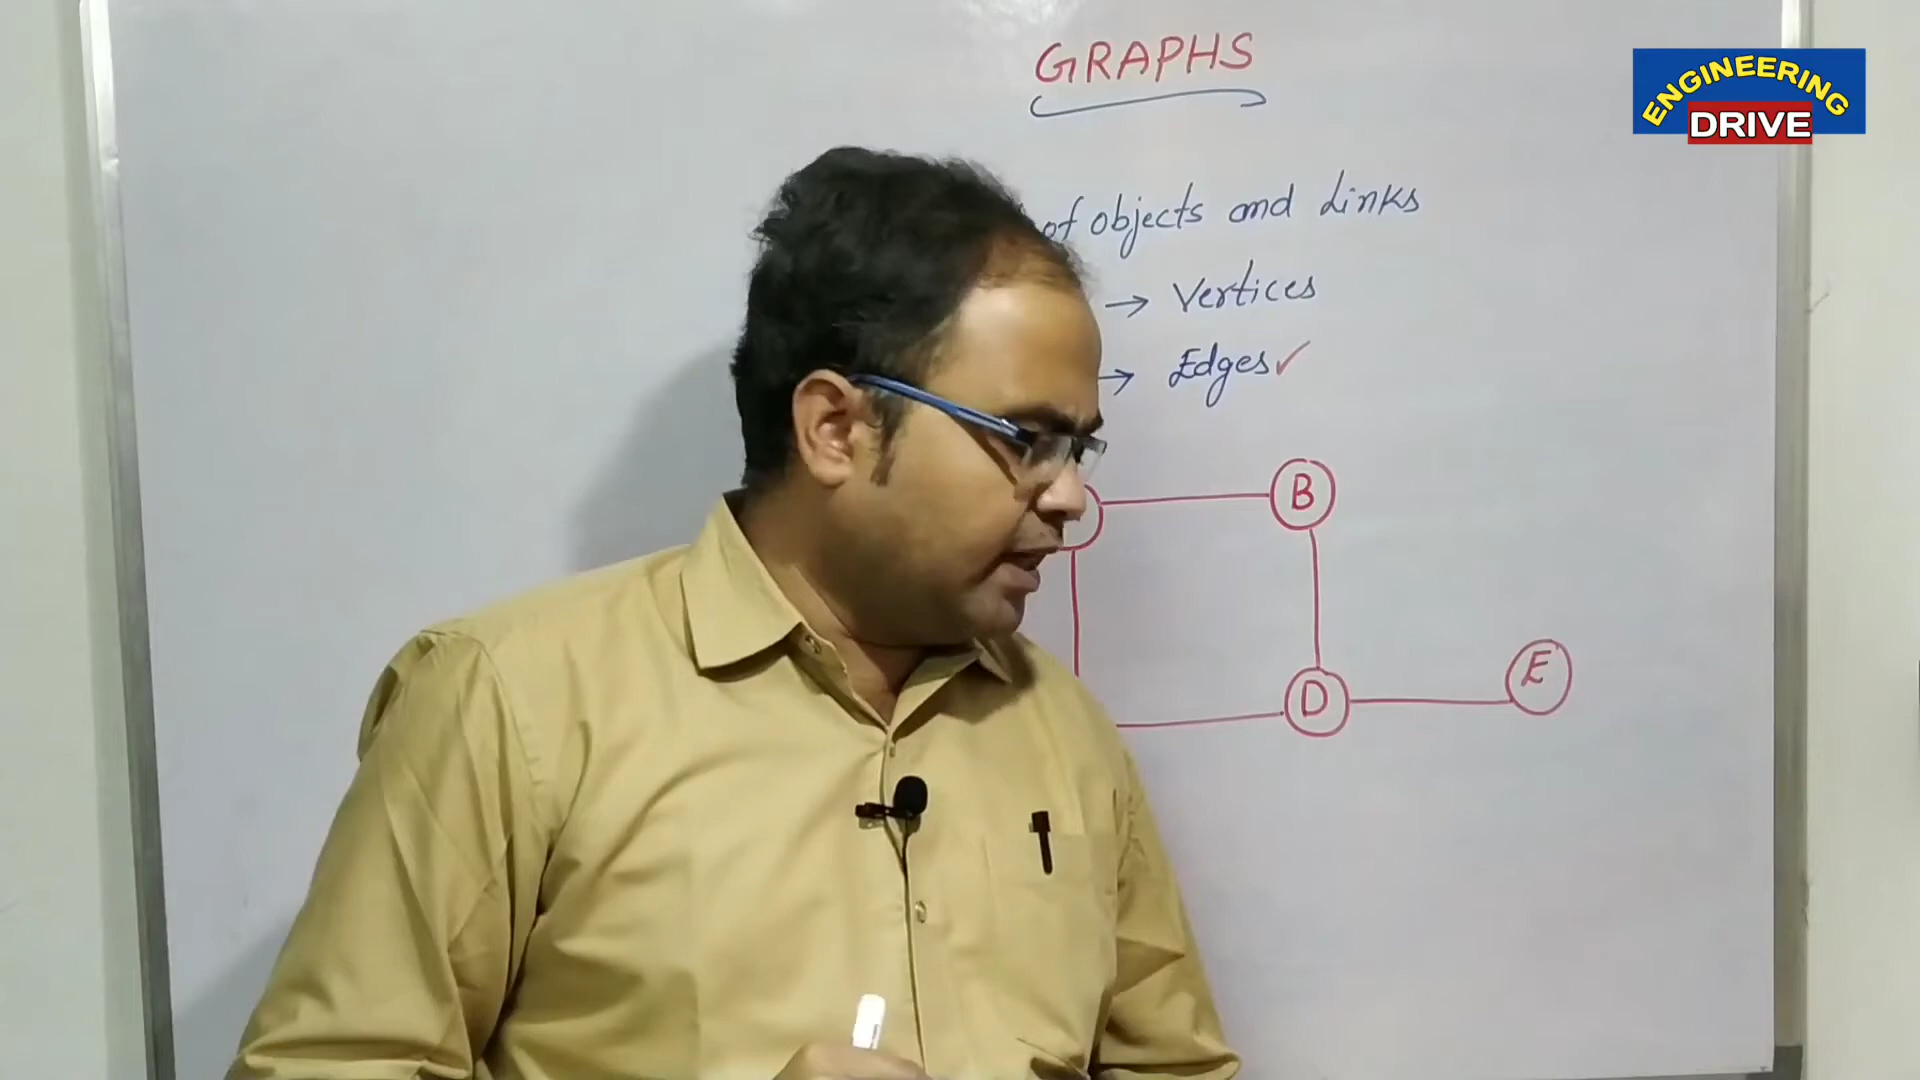 GRAPHS
ENGINEERING
DRIVE
of objects and Links
→ Vertices
→ Edges✓
B
D
E